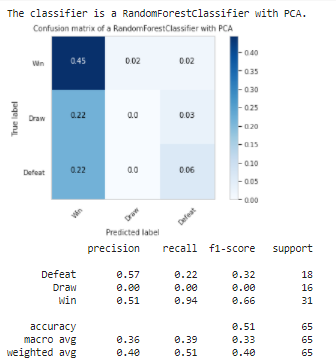 The classifier is a RandomForestClassifier with PCA.
Confusion matrix of a RandomForestClassifier with PCA
Win 0.45 0.02 0.02
Draw 0.22 0.0 0.03
Defeat 0.22 0.0 0.06
True label
Win Draw Defeat
Predicted label
0.40
0.35
0.30
0.25
0.20
0.15
0.10
0.05
0.00
precision recall f1-score support
Defeat 0.57 0.22 0.32 18
Draw 0.00 0.00 0.00 16
Win 0.51 0.94 0.66 31
accuracy 0.51 65
macro avg 0.36 0.39 0.33 65
weighted avg 0.40 0.51 0.40 65